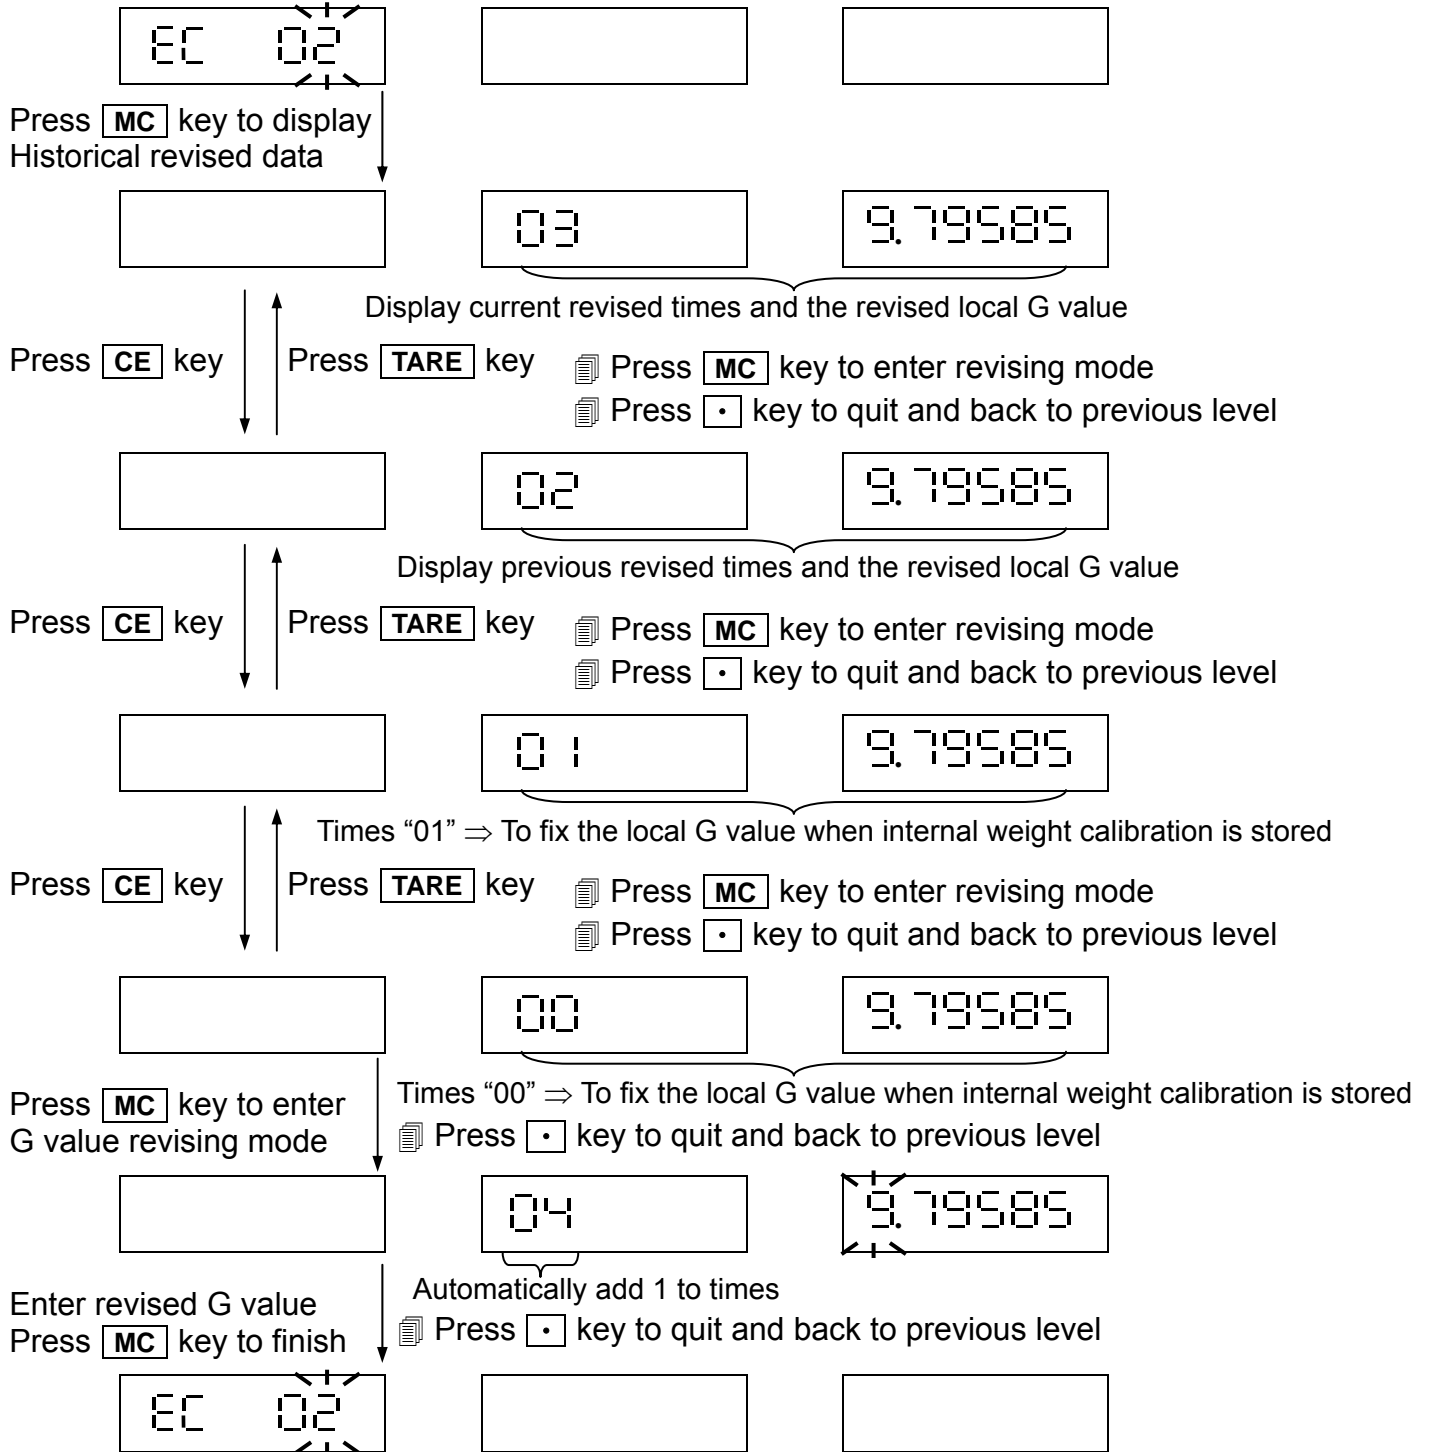 EC 02
Press MC key to display
Historical revised data
03 9.79585
Display current revised times and the revised local G value
Press CE key Press TARE key
Press MC key to enter revising mode
Press · key to quit and back to previous level
02 9.79585
Display previous revised times and the revised local G value
Press CE key Press TARE key
Press MC key to enter revising mode
Press · key to quit and back to previous level
01 9.79585
Times “01” ⇒ To fix the local G value when internal weight calibration is stored
Press CE key Press TARE key
Press MC key to enter revising mode
Press · key to quit and back to previous level
00 9.79585
Times “00” ⇒ To fix the local G value when internal weight calibration is stored
Press MC key to enter
G value revising mode
Press · key to quit and back to previous level
04 9.79585
Automatically add 1 to times
Enter revised G value
Press MC key to finish
Press · key to quit and back to previous level
EC 02